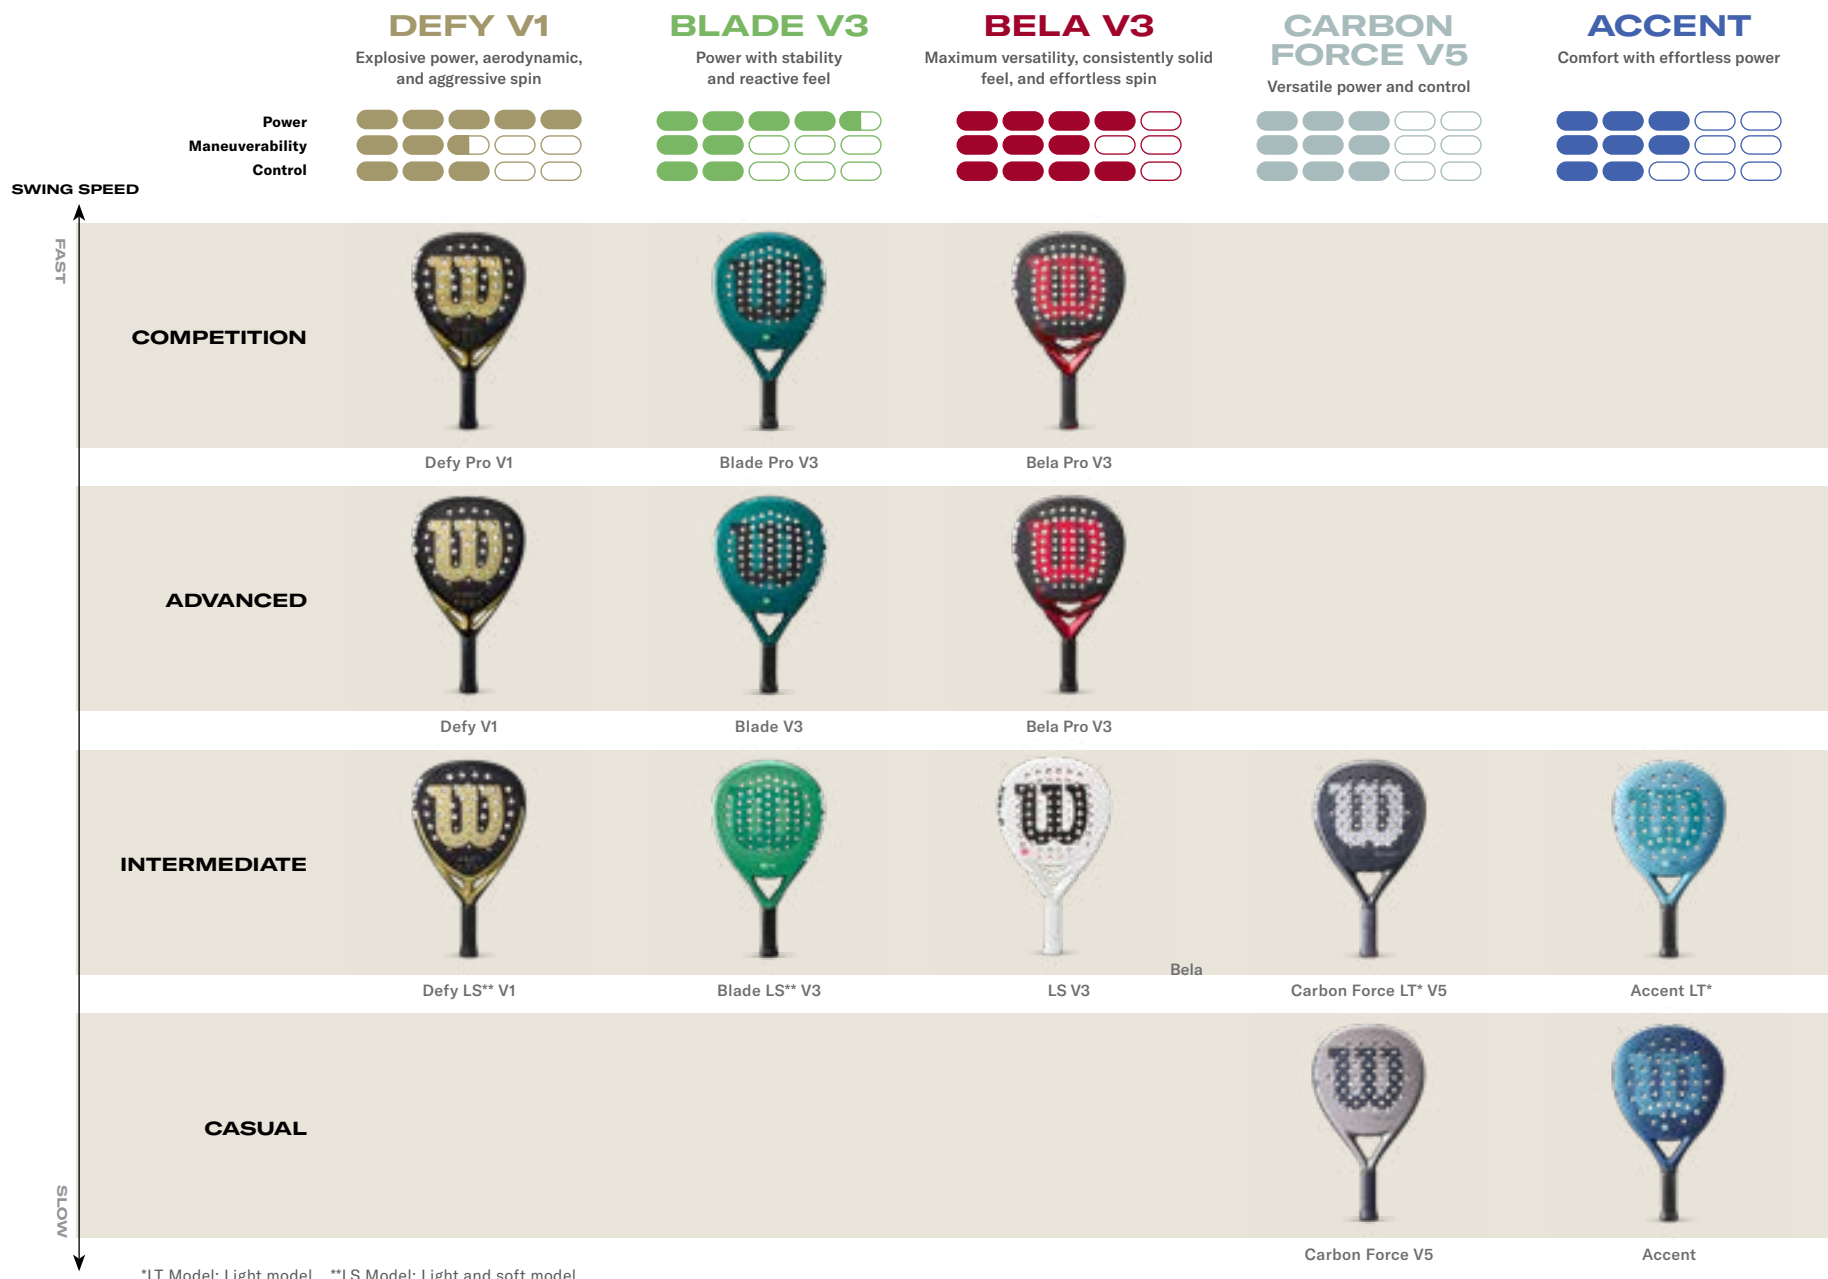 DEFY V1
Explosive power, aerodynamic,
and aggressive spin
BLADE V3
Power with stability
and reactive feel
BELA V3
Maximum versatility, consistently solid
feel, and effortless spin
CARBON
FORCE V5
Versatile power and control
ACCENT
Comfort with effortless power
Power
Maneuverability
Control
SWING SPEED
FAST
COMPETITION
Defy Pro V1
Blade Pro V3
Bela Pro V3
ADVANCED
Defy V1
Blade V3
Bela Pro V3
INTERMEDIATE
Defy LS** V1
Blade LS** V3
Bela
LS V3
Carbon Force LT* V5
Accent LT*
CASUAL
SLOW
Carbon Force V5
Accent
*LT Model: Light model **LS Model: Light and soft model